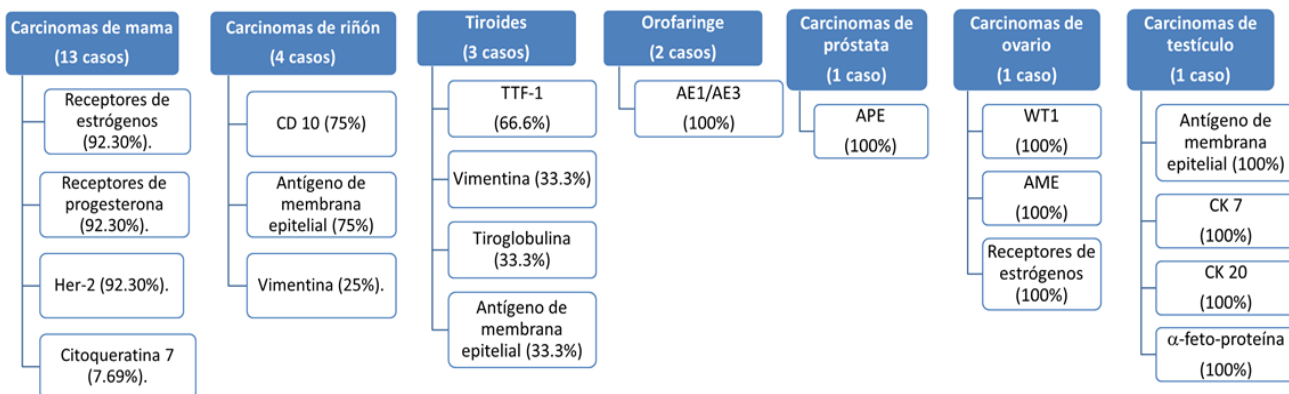 Carcinomas de mama
(13 casos)
Receptores de
estrógenos
(92.30%).
Receptores de
progesterona
(92.30%).
Her-2 (92.30%).
Citoqueratina 7
(7.69%).
Carcinomas de riñón
(4 casos)
CD 10 (75%)
Antígeno de
membrana
epitelial (75%)
Vimentina (25%).
Tiroides
(3 casos)
TTF-1
(66.6%)
Vimentina (33.3%)
Tiroglobulina
(33.3%)
Antígeno de
membrana
epitelial (33.3%)
Orofaringe
(2 casos)
AE1/AE3
(100%)
Carcinomas de
próstata
(1 caso)
APE
(100%)
Carcinomas de
ovario
(1 caso)
WT1
(100%)
AME
(100%)
Receptores de
estrógenos
(100%)
Carcinomas de
testículo
(1 caso)
Antígeno de
membrana
epitelial (100%)
CK 7
(100%)
CK 20
(100%)
α-feto-proteína
(100%)